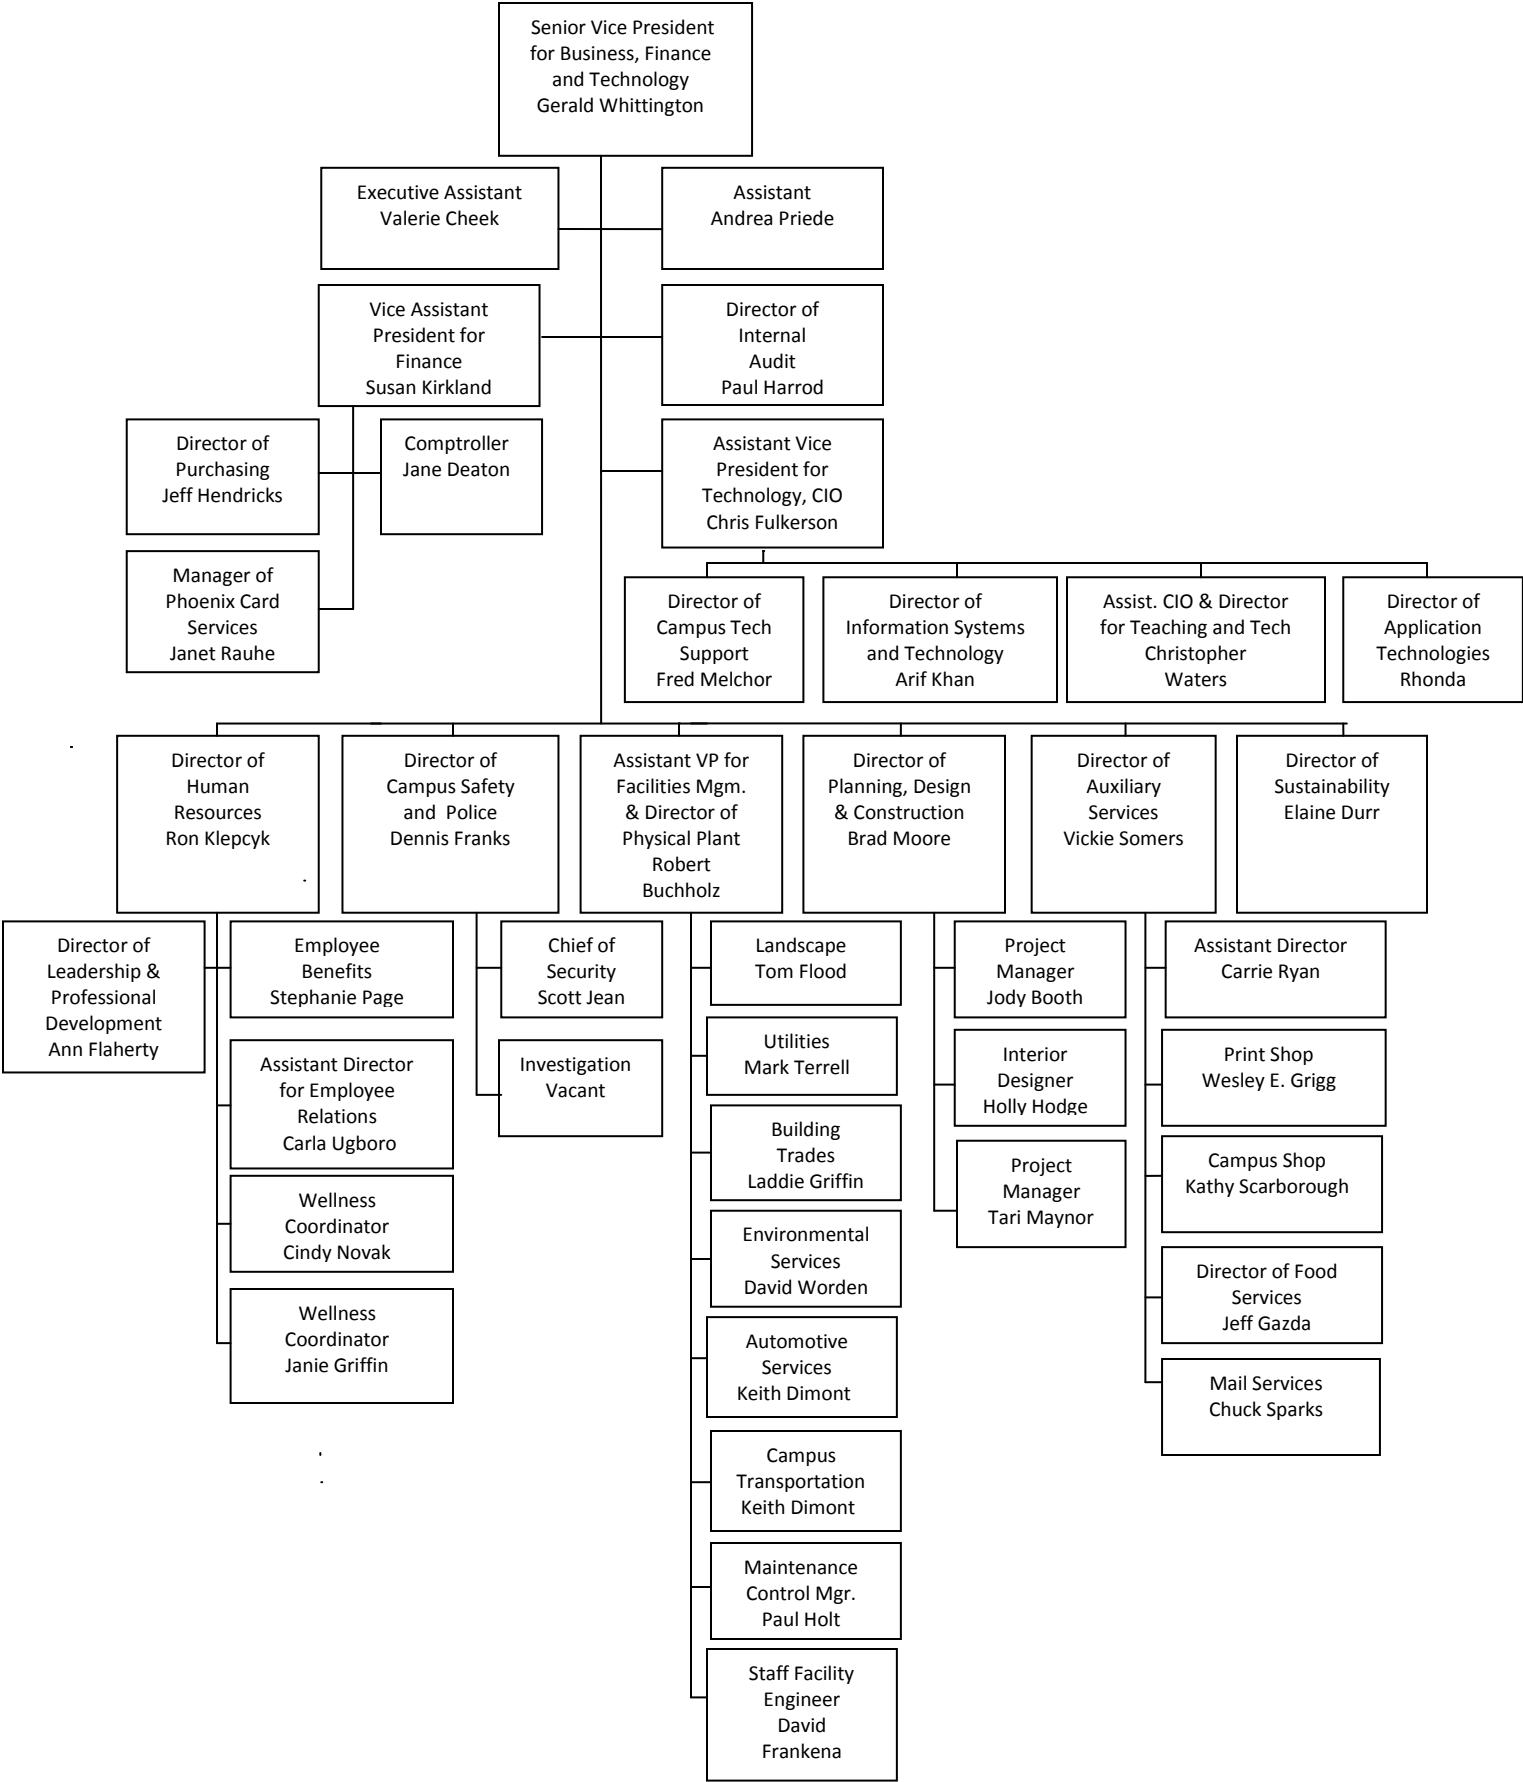 Senior Vice President
for Business, Finance
and Technology
Gerald Whittington
Executive Assistant
Valerie Cheek
Assistant
Andrea Priede
Vice Assistant
President for
Finance
Susan Kirkland
Director of
Internal
Audit
Paul Harrod
Director of
Purchasing
Jeff Hendricks
Comptroller
Jane Deaton
Assistant Vice
President for
Technology, CIO
Chris Fulkerson
Manager of
Phoenix Card
Services
Janet Rauhe
Director of
Campus Tech
Support
Fred Melchor
Director of
Information Systems
and Technology
Arif Khan
Assist. CIO & Director
for Teaching and Tech
Christopher
Waters
Director of
Application
Technologies
Rhonda
Director of
Human
Resources
Ron Klepcyk
Director of
Campus Safety
and Police
Dennis Franks
Assistant VP for
Facilities Mgm.
& Director of
Physical Plant
Robert
Buchholz
Director of
Planning, Design
& Construction
Brad Moore
Director of
Auxiliary
Services
Vickie Somers
Director of
Sustainability
Elaine Durr
Director of
Leadership &
Professional
Development
Ann Flaherty
Employee
Benefits
Stephanie Page
Assistant Director
for Employee
Relations
Carla Ugboro
Wellness
Coordinator
Cindy Novak
Wellness
Coordinator
Janie Griffin
Chief of
Security
Scott Jean
Investigation
Vacant
Landscape
Tom Flood
Utilities
Mark Terrell
Building
Trades
Laddie Griffin
Environmental
Services
David Worden
Automotive
Services
Keith Dimont
Campus
Transportation
Keith Dimont
Maintenance
Control Mgr.
Paul Holt
Staff Facility
Engineer
David
Frankena
Project
Manager
Jody Booth
Interior
Designer
Holly Hodge
Project
Manager
Tari Maynor
Assistant Director
Carrie Ryan
Print Shop
Wesley E. Grigg
Campus Shop
Kathy Scarborough
Director of Food
Services
Jeff Gazda
Mail Services
Chuck Sparks